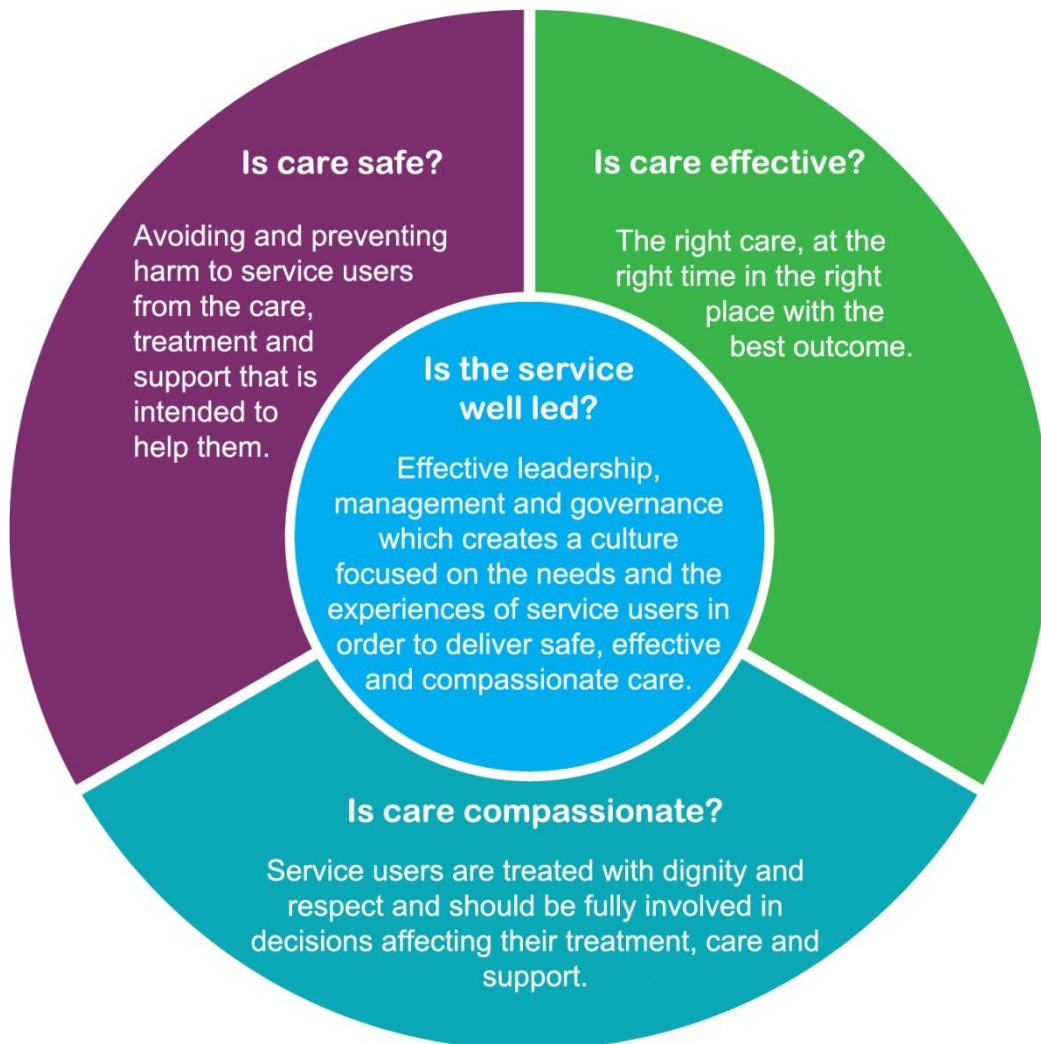 Is care safe?
Avoiding and preventing
harm to service users
from the care,
treatment and
support that is
intended to
help them.
Is care effective?
The right care, at the
right time in the right
place with the
best outcome.
Is the service
well led?
Effective leadership,
management and governance
which creates a culture
focused on the needs and the
experiences of service users in
order to deliver safe, effective
and compassionate care.
Is care compassionate?
Service users are treated with dignity and
respect and should be fully involved in
decisions affecting their treatment, care and
support.